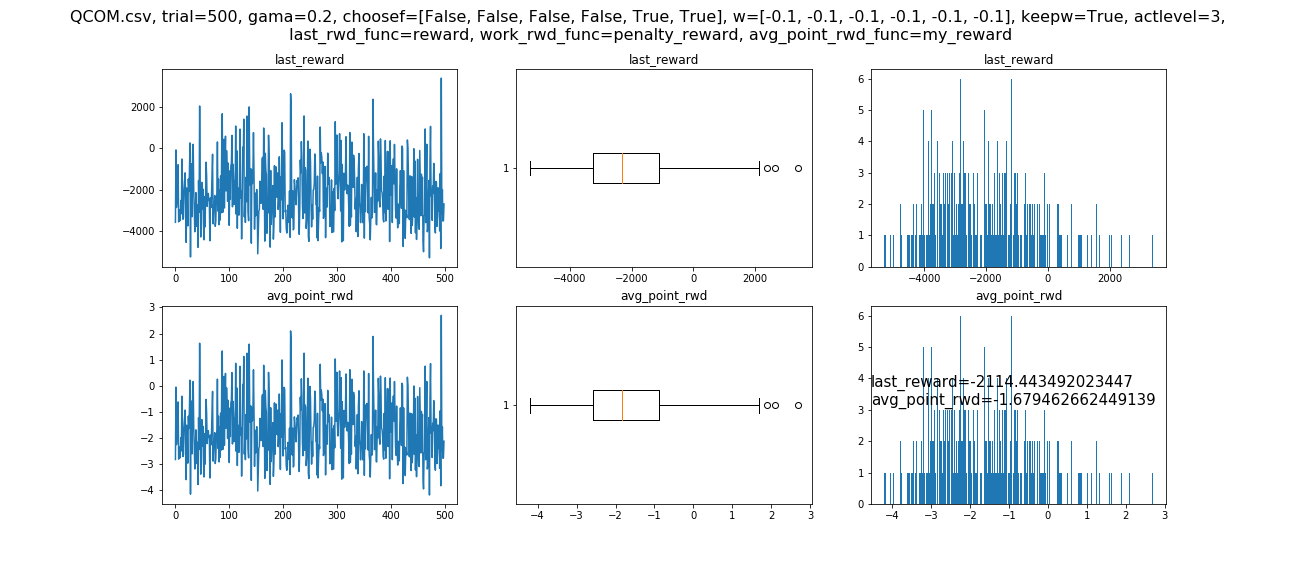 QCOM.csv, trial=500, gama=0.2, choosef=[False, False, False, False, True, True], w=[-0.1, -0.1, -0.1, -0.1, -0.1, -0.1], keepw=True, actlevel=3,
last_rwd_func=reward, work_rwd_func=penalty_reward, avg_point_rwd_func=my_reward
last_reward last_reward last_reward
2000
0
−2000
−4000
0 100 200 300 400 500
1
−4000 −2000 0 2000
6
5
4
3
2
1
0
−4000 −2000 0 2000
avg_point_rwd avg_point_rwd avg_point_rwd
3
2
1
0
−1
−2
−3
−4
0 100 200 300 400 500
1
−4 −3 −2 −1 0 1 2 3
6
5
4
3
2
1
0
−4 −3 −2 −1 0 1 2 3
last_reward=-2114.443492023447
avg_point_rwd=-1.679462662449139